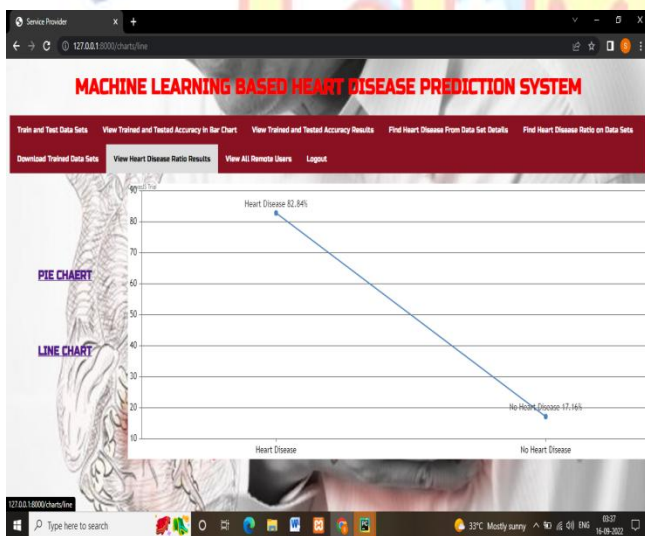 Service Provider
127.0.0.1:8000/charts/line
MACHINE LEARNING BASED HEART DISEASE PREDICTION SYSTEM
Train and Test Data Sets View Trained and Tested Accuracy in Bar Chart View Trained and Tested Accuracy Results Find Heart Disease From Data Set Details Find Heart Disease Ratio on Data Sets
Download Trained Data Sets View Heart Disease Ratio Results View All Remote Users Logout
Trial
90
Heart Disease 82.84%
80
70
PIE CHAERT
60
50
LINE CHART
40
30
20
No Heart Disease 17.16%
10
Heart Disease No Heart Disease
127.0.0.1:8000/charts/line
Type here to search
33°C Mostly sunny
ENG
03:37
16-09-2022